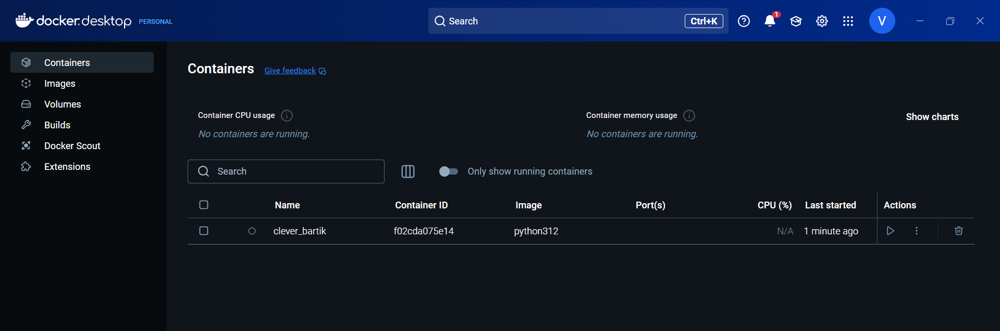 docker.desktop PERSONAL
Search
Ctrl+K
1
V
Containers
Images
Volumes
Builds
Docker Scout
Extensions
Containers Give feedback
Container CPU usage
No containers are running.
Container memory usage
No containers are running.
Show charts
Search
Only show running containers
Name Container ID Image Port(s) CPU (%) Last started Actions
clever_bartik f02cda075e14 python312 N/A 1 minute ago